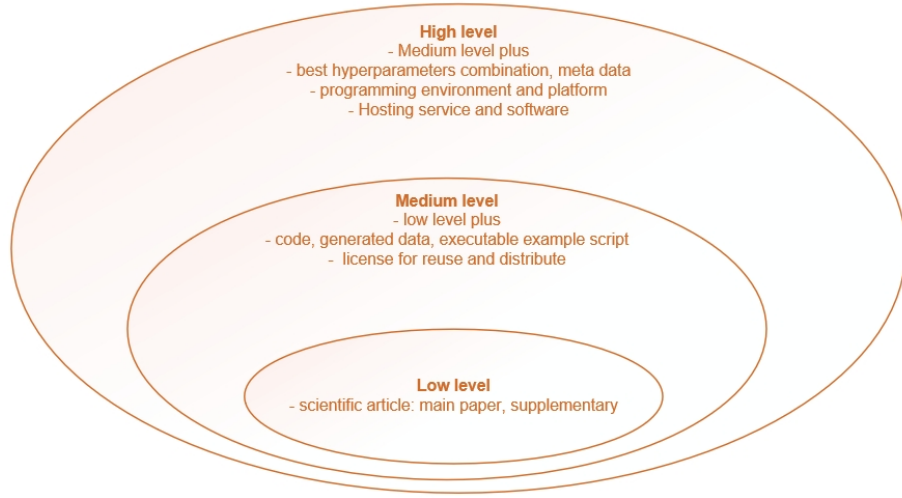 High level
- Medium level plus
- best hyperparameters combination, meta data
- programming environment and platform
- Hosting service and software
Medium level
- low level plus
- code, generated data, executable example script
- license for reuse and distribute
Low level
- scientific article: main paper, supplementary